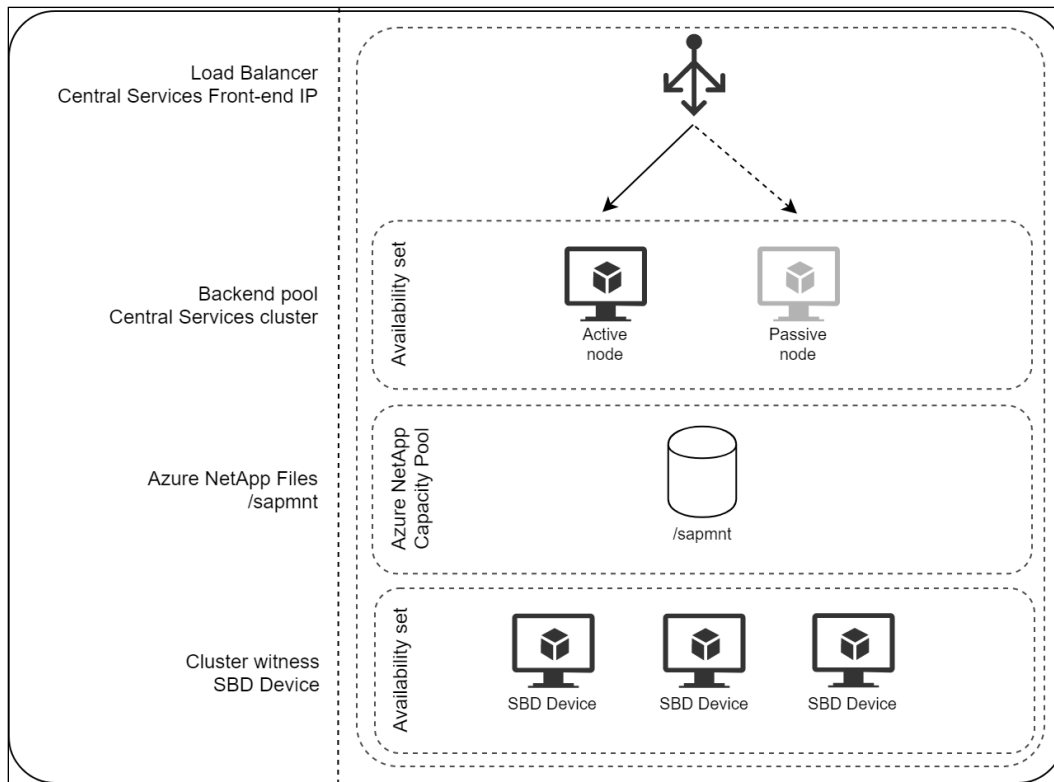 Load Balancer
Central Services Front-end IP
Availability set
Backend pool
Central Services cluster
Active
node
Passive
node
Azure NetApp Files
/sapmnt
Azure NetApp
Capacity Pool
/sapmnt
Cluster witness
SBD Device
Availability set
SBD Device
SBD Device
SBD Device